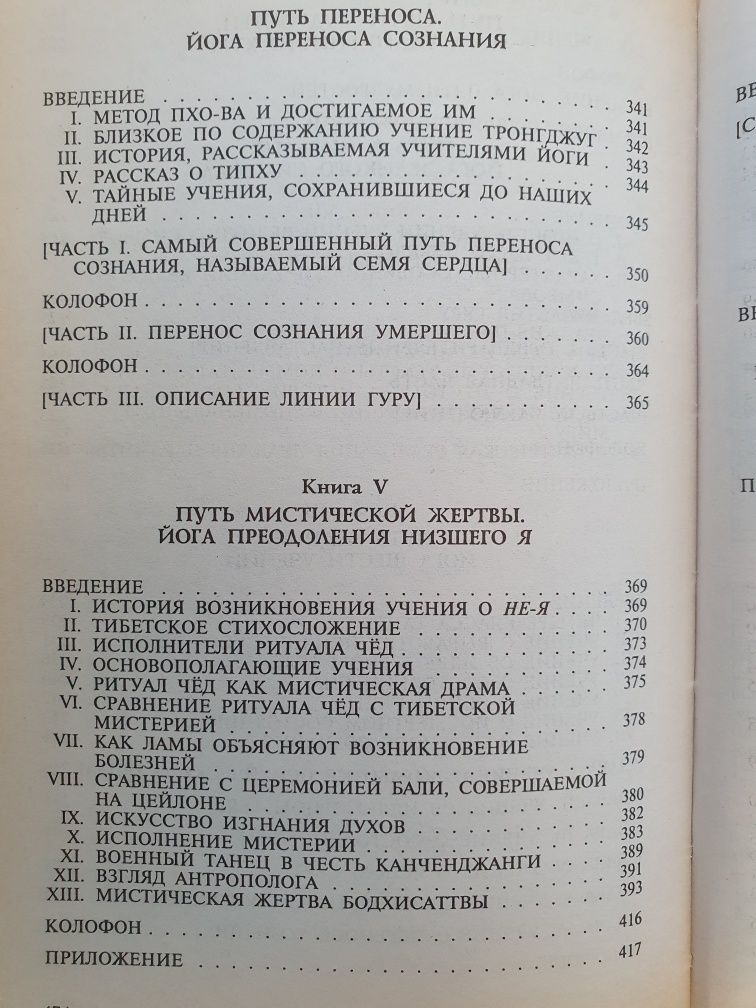 ПУТЬ ПЕРЕНОСА.
ЙОГА ПЕРЕНОСА СОЗНАНИЯ
ВВЕДЕНИЕ . . . . . . . . . . . . . . . . . . . . 341
I. МЕТОД ПХО-ВА И ДОСТИГАЕМОЕ ИМ . . . . . . . 341
II. БЛИЗКОЕ ПО СОДЕРЖАНИЮ УЧЕНИЕ ТРОНГДЖУГ 342
III. ИСТОРИЯ, РАССКАЗЫВАЕМАЯ УЧИТЕЛЯМИ ЙОГИ 343
IV. РАССКАЗ О ТИПХУ . . . . . . . . . . . . . . . 344
V. ТАЙНЫЕ УЧЕНИЯ, СОХРАНИВШИЕСЯ ДО НАШИХ
ДНЕЙ . . . . . . . . . . . . . . . . . . . . 345
[ЧАСТЬ I. САМЫЙ СОВЕРШЕННЫЙ ПУТЬ ПЕРЕНОСА
СОЗНАНИЯ, НАЗЫВАЕМЫЙ СЕМЯ СЕРДЦА] . . . . . . 350
КОЛОФОН . . . . . . . . . . . . . . . . . . . . 359
[ЧАСТЬ II. ПЕРЕНОС СОЗНАНИЯ УМЕРШЕГО] . . . . . . 360
КОЛОФОН . . . . . . . . . . . . . . . . . . . . 364
[ЧАСТЬ III. ОПИСАНИЕ ЛИНИИ ГУРУ] . . . . . . . . . 365
Книга V
ПУТЬ МИСТИЧЕСКОЙ ЖЕРТВЫ.
ЙОГА ПРЕОДОЛЕНИЯ НИЗШЕГО Я
ВВЕДЕНИЕ . . . . . . . . . . . . . . . . . . . . 369
I. ИСТОРИЯ ВОЗНИКНОВЕНИЯ УЧЕНИЯ О НЕ-Я . . . . 369
II. ТИБЕТСКОЕ СТИХОСЛОЖЕНИЕ . . . . . . . . . . 370
III. ИСПОЛНИТЕЛИ РИТУАЛА ЧЁД . . . . . . . . . . 373
IV. ОСНОВОПОЛАГАЮЩИЕ УЧЕНИЯ . . . . . . . . . 374
V. РИТУАЛ ЧЁД КАК МИСТИЧЕСКАЯ ДРАМА . . . . . 375
VI. СРАВНЕНИЕ РИТУАЛА ЧЁД С ТИБЕТСКОЙ
МИСТЕРИЕЙ . . . . . . . . . . . . . . . . . . 378
VII. КАК ЛАМЫ ОБЪЯСНЯЮТ ВОЗНИКНОВЕНИЕ
БОЛЕЗНЕЙ . . . . . . . . . . . . . . . . . . 379
VIII. СРАВНЕНИЕ С ЦЕРЕМОНИЕЙ БАЛИ, СОВЕРШАЕМОЙ
НА ЦЕЙЛОНЕ . . . . . . . . . . . . . . . . . 380
IX. ИСКУССТВО ИЗГНАНИЯ ДУХОВ . . . . . . . . . . 382
X. ИСПОЛНЕНИЕ МИСТЕРИИ . . . . . . . . . . . . 383
XI. ВОЕННЫЙ ТАНЕЦ В ЧЕСТЬ КАНЧЕНДЖАНГИ . . . . 389
XII. ВЗГЛЯД АНТРОПОЛОГА . . . . . . . . . . . . . 391
XIII. МИСТИЧЕСКАЯ ЖЕРТВА БОДХИСАТТВЫ . . . . . . 393
КОЛОФОН . . . . . . . . . . . . . . . . . . . . 416
ПРИЛОЖЕНИЕ . . . . . . . . . . . . . . . . . . 417